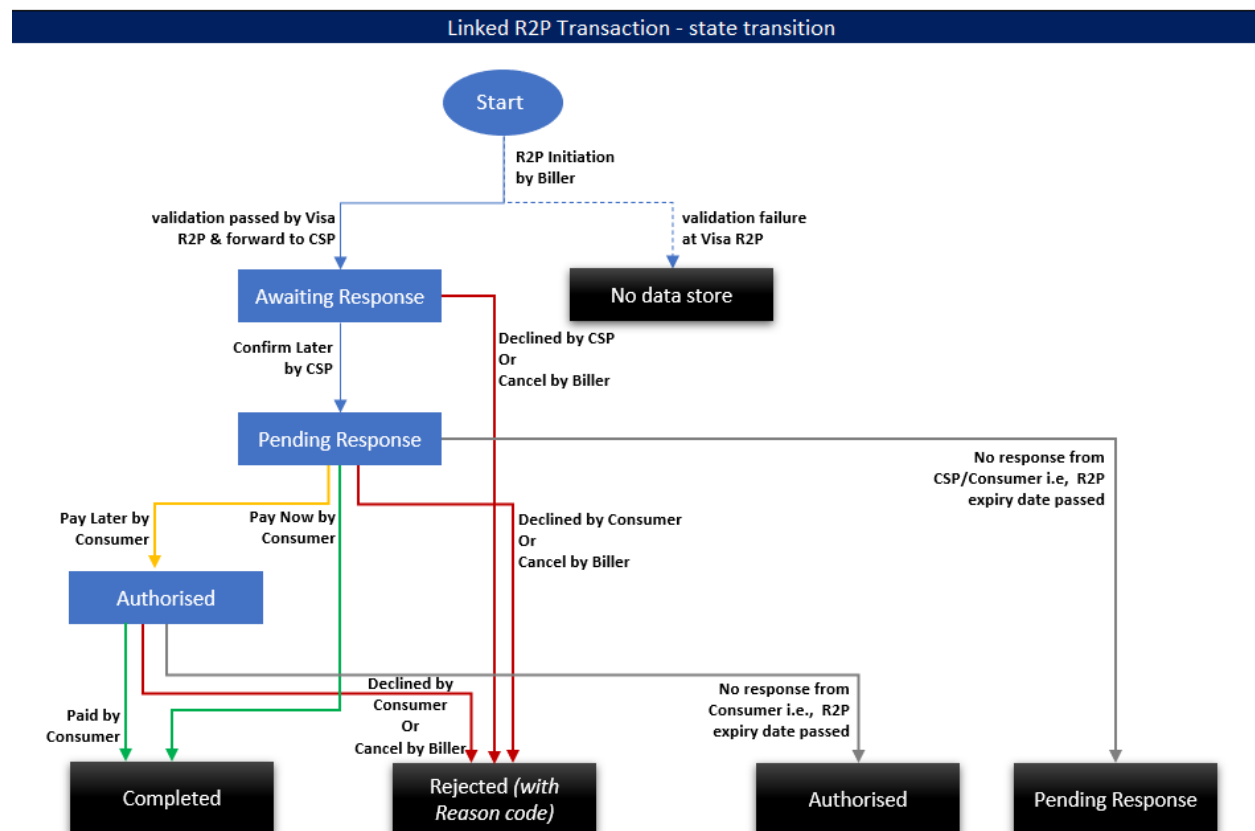 Linked R2P Transaction - state transition
Start
R2P Initiation
by Biller
validation passed by Visa
R2P & forward to CSP
validation failure
at Visa R2P
Awaiting Response
No data store
Confirm Later
by CSP
Declined by CSP
Or
Cancel by Biller
Pending Response
No response from
CSP/Consumer i.e, R2P
expiry date passed
Pay Later by
Consumer
Pay Now by
Consumer
Declined by Consumer
Or
Cancel by Biller
Authorised
Paid by
Consumer
Declined by
Consumer
Or
Cancel by Biller
No response from
Consumer i.e., R2P
expiry date passed
Completed
Rejected (with
Reason code)
Authorised
Pending Response